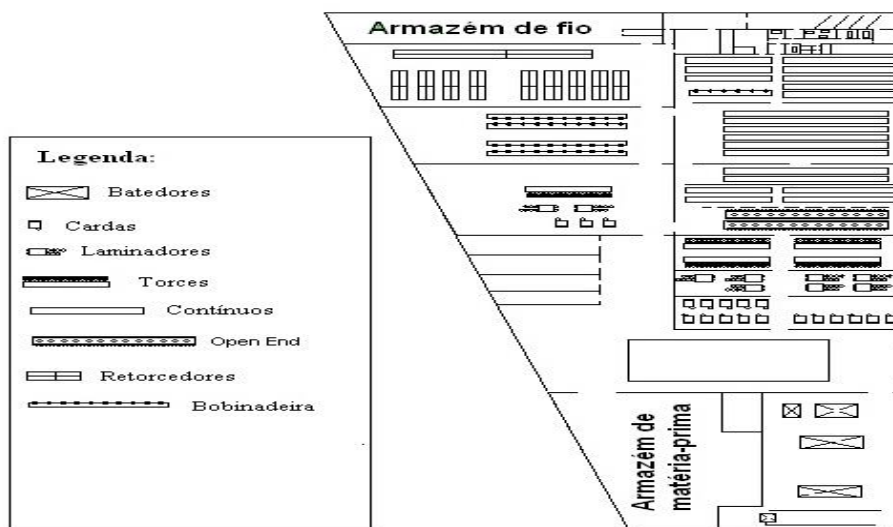 Armazém de fio
Legenda:
Batedores
Cardas
Laminadores
Torces
Contínuos
Open End
Retorcedores
Bobinadeira
Armazém de
matéria-prima